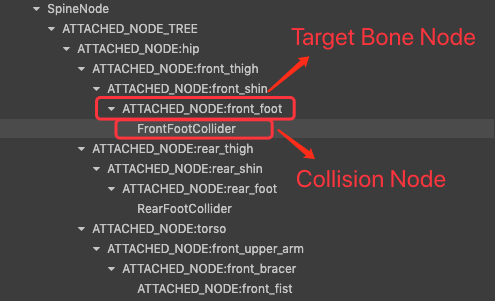 SpineNode
ATTACHED_NODE_TREE
ATTACHED_NODE:hip
Target Bone Node
ATTACHED_NODE:front_thigh
ATTACHED_NODE:front_shin
ATTACHED_NODE:front_foot
FrontFootCollider
ATTACHED_NODE:rear_thigh
ATTACHED_NODE:rear_shin
Collision Node
ATTACHED_NODE:rear_foot
RearFootCollider
ATTACHED_NODE:torso
ATTACHED_NODE:front_upper_arm
ATTACHED_NODE:front_bracer
ATTACHED_NODE:front_fist